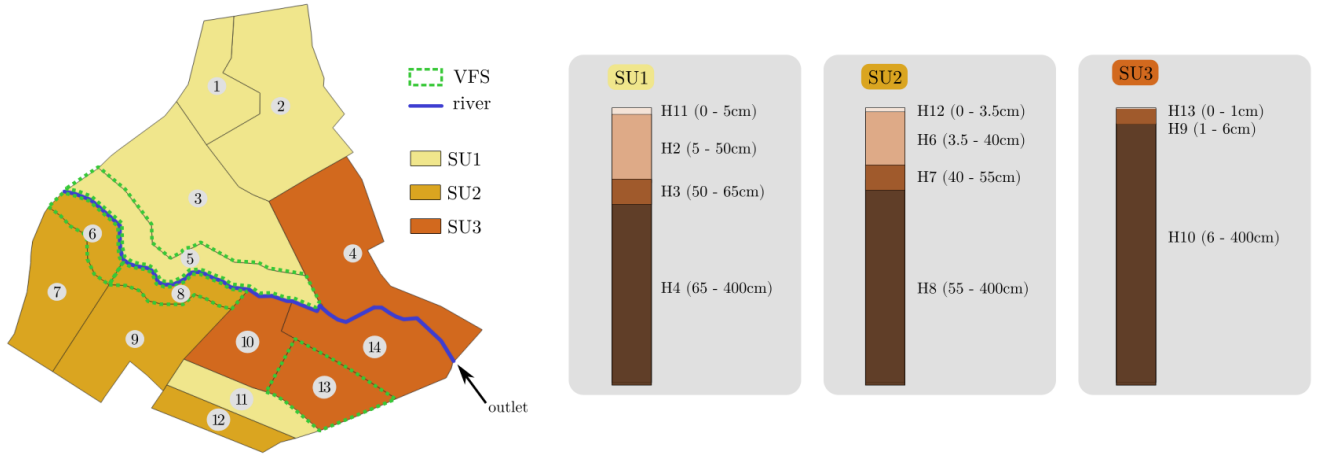 1
2
3
4
5
6
7
8
9
10
11
12
13
14
VFS
river
SU1
SU2
SU3
outlet
SU1
H11 (0 - 5cm)
H2 (5 - 50cm)
H3 (50 - 65cm)
H4 (65 - 400cm)
SU2
H12 (0 - 3.5cm)
H6 (3.5 - 40cm)
H7 (40 - 55cm)
H8 (55 - 400cm)
SU3
H13 (0 - 1cm)
H9 (1 - 6cm)
H10 (6 - 400cm)